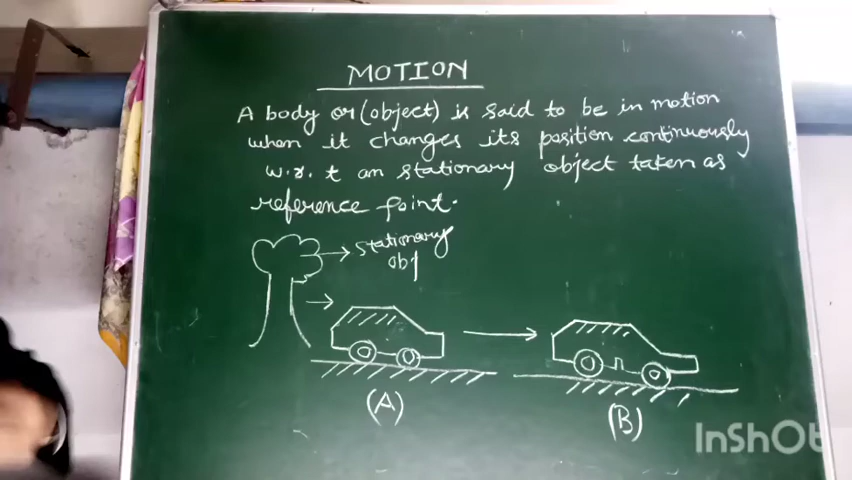 MOTION
A body or (object) is said to be in motion
when it changes its position continuously
w.r.t an stationary object taken as
reference point.
stationary
obj
(A)
(B)
InShOt